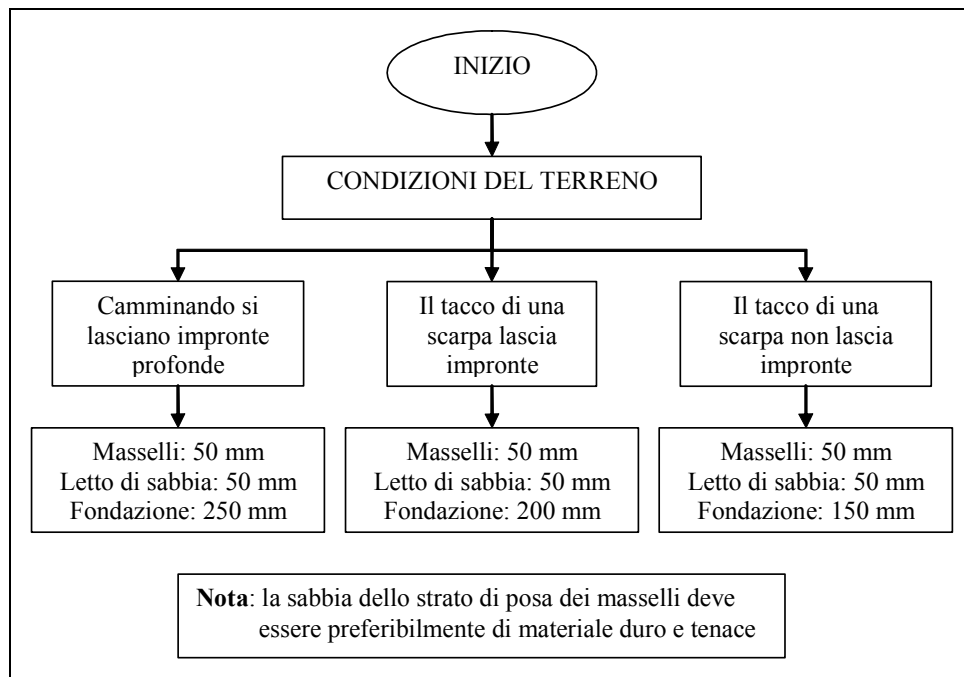 INIZIO
CONDIZIONI DEL TERRENO
Camminando si
lasciano impronte
profonde
Il tacco di una
scarpa lascia
impronte
Il tacco di una
scarpa non lascia
impronte
Masselli: 50 mm
Letto di sabbia: 50 mm
Fondazione: 250 mm
Masselli: 50 mm
Letto di sabbia: 50 mm
Fondazione: 200 mm
Masselli: 50 mm
Letto di sabbia: 50 mm
Fondazione: 150 mm
Nota: la sabbia dello strato di posa dei masselli deve
essere preferibilmente di materiale duro e tenace